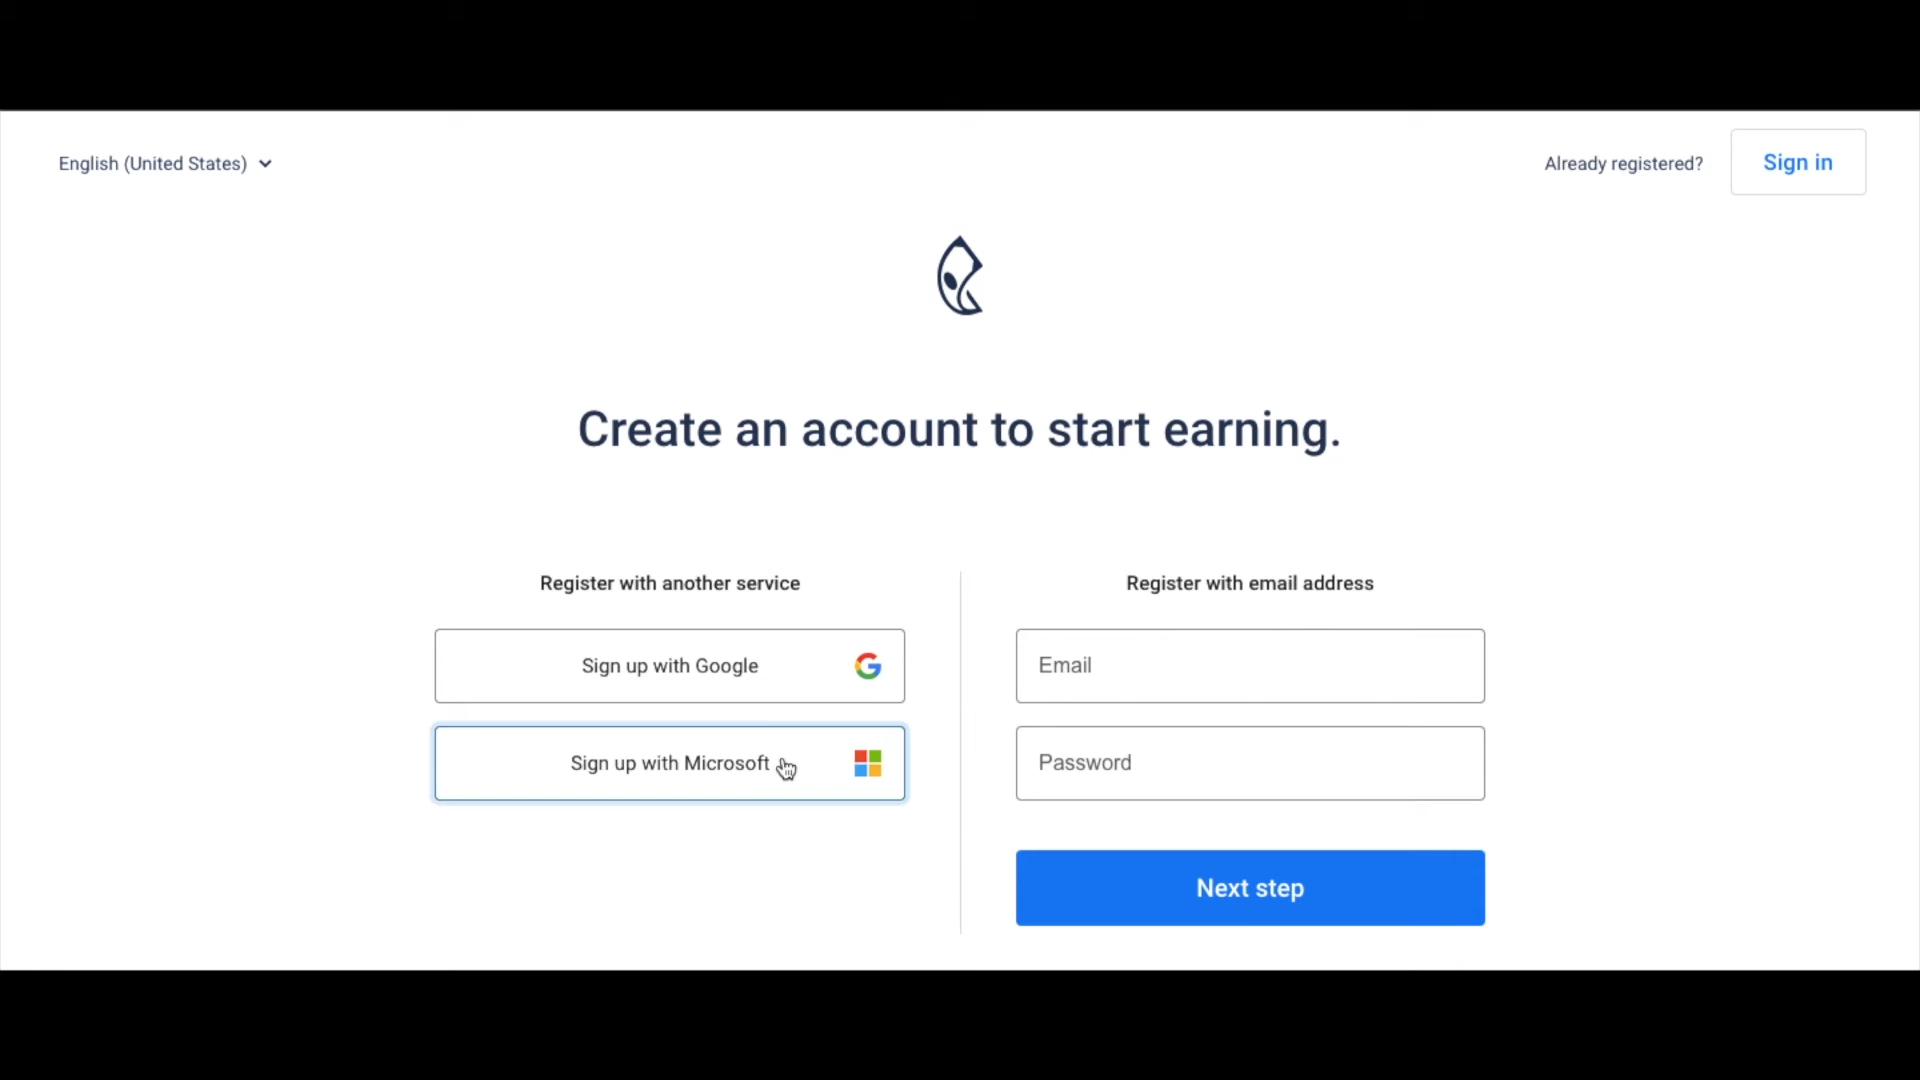 English (United States)
Already registered?
Sign in
Create an account to start earning.
Register with another service
Sign up with Google
Sign up with Microsoft
Register with email address
Email
Password
Next step